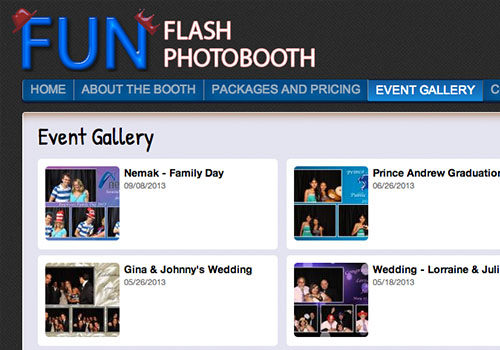 FUN FLASH
PHOTOBOOTH
HOME ABOUT THE BOOTH PACKAGES AND PRICING EVENT GALLERY C
Event Gallery
Nemak - Family Day
09/08/2013
Prince Andrew Graduation
06/26/2013
Gina & Johnny's Wedding
05/26/2013
Wedding - Lorraine & Juli
05/18/2013